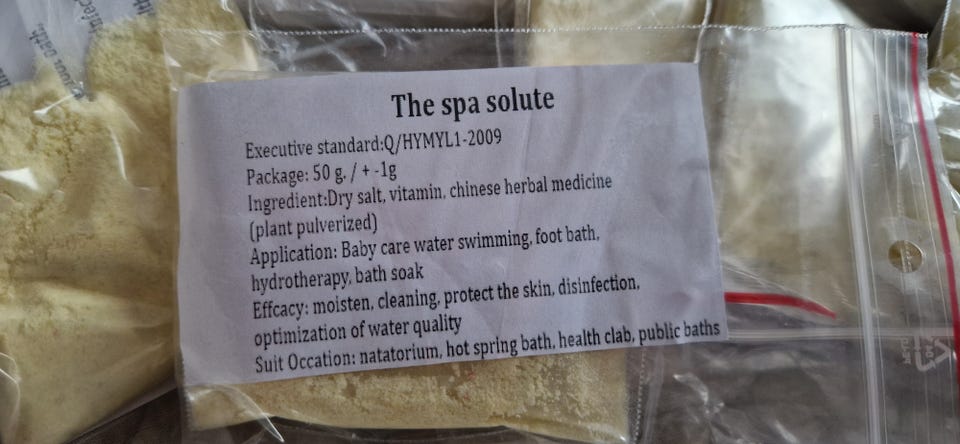 The spa solute
Executive standard:Q/HYMYL1-2009
Package: 50 g. / + -1g
Ingredient:Dry salt, vitamin, chinese herbal medicine
(plant pulverized)
Application: Baby care water swimming, foot bath,
hydrotherapy, bath soak
Effcacy: moisten, cleaning, protect the skin, disinfection,
optimization of water quality
Suit Occation: natatorium, hot spring bath, health clab, public baths